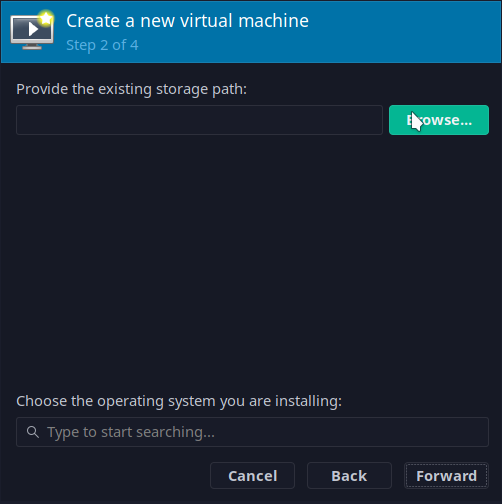 Create a new virtual machine
Step 2 of 4
Provide the existing storage path:
Browse...
Choose the operating system you are installing:
Type to start searching...
Cancel Back Forward